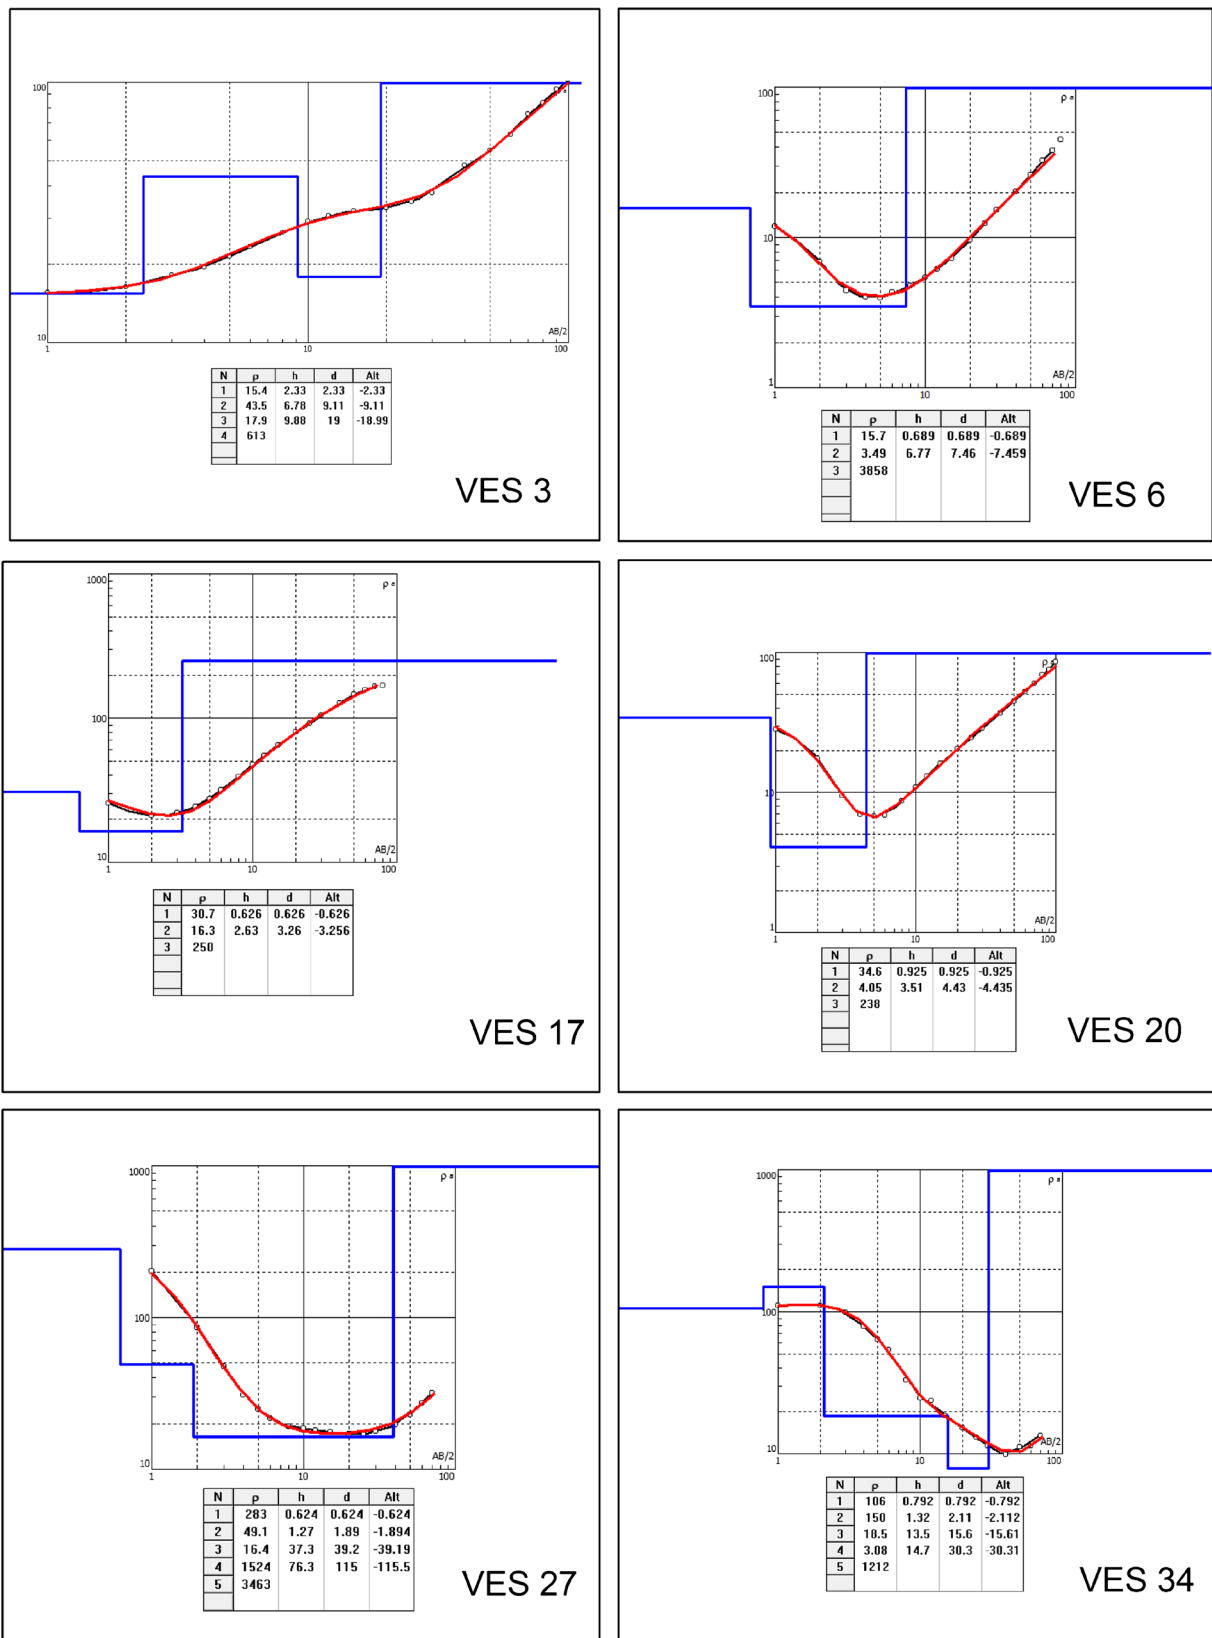 100
ρ a
10
AB/2
1
10
100
N ρ h d Alt
1 15.4 2.33 2.33 -2.33
2 43.5 6.78 9.11 -9.11
3 17.9 9.88 19 -18.99
4 613
VES 3
100
ρ a
10
AB/2
1
1
10
100
N ρ h d Alt
1 15.7 0.689 0.689 -0.689
2 3.49 6.77 7.46 -7.459
3 3858
VES 6
1000
ρ a
100
AB/2
10
1
10
100
N ρ h d Alt
1 30.7 0.626 0.626 -0.626
2 16.3 2.63 3.26 -3.256
3 250
VES 17
100
ρ a
10
AB/2
1
1
10
100
N ρ h d Alt
1 34.6 0.925 0.925 -0.925
2 4.05 3.51 4.43 -4.435
3 238
VES 20
1000
ρ a
100
AB/2
10
1
10
100
N ρ h d Alt
1 283 0.624 0.624 -0.624
2 49.1 1.27 1.89 -1.894
3 16.4 37.3 39.2 -39.19
4 1524 76.3 115 -115.5
5 3463
VES 27
1000
ρ a
100
AB/2
10
1
10
100
N ρ h d Alt
1 106 0.792 0.792 -0.792
2 150 1.32 2.11 -2.112
3 18.5 13.5 15.6 -15.61
4 3.08 14.7 30.3 -30.31
5 1212
VES 34